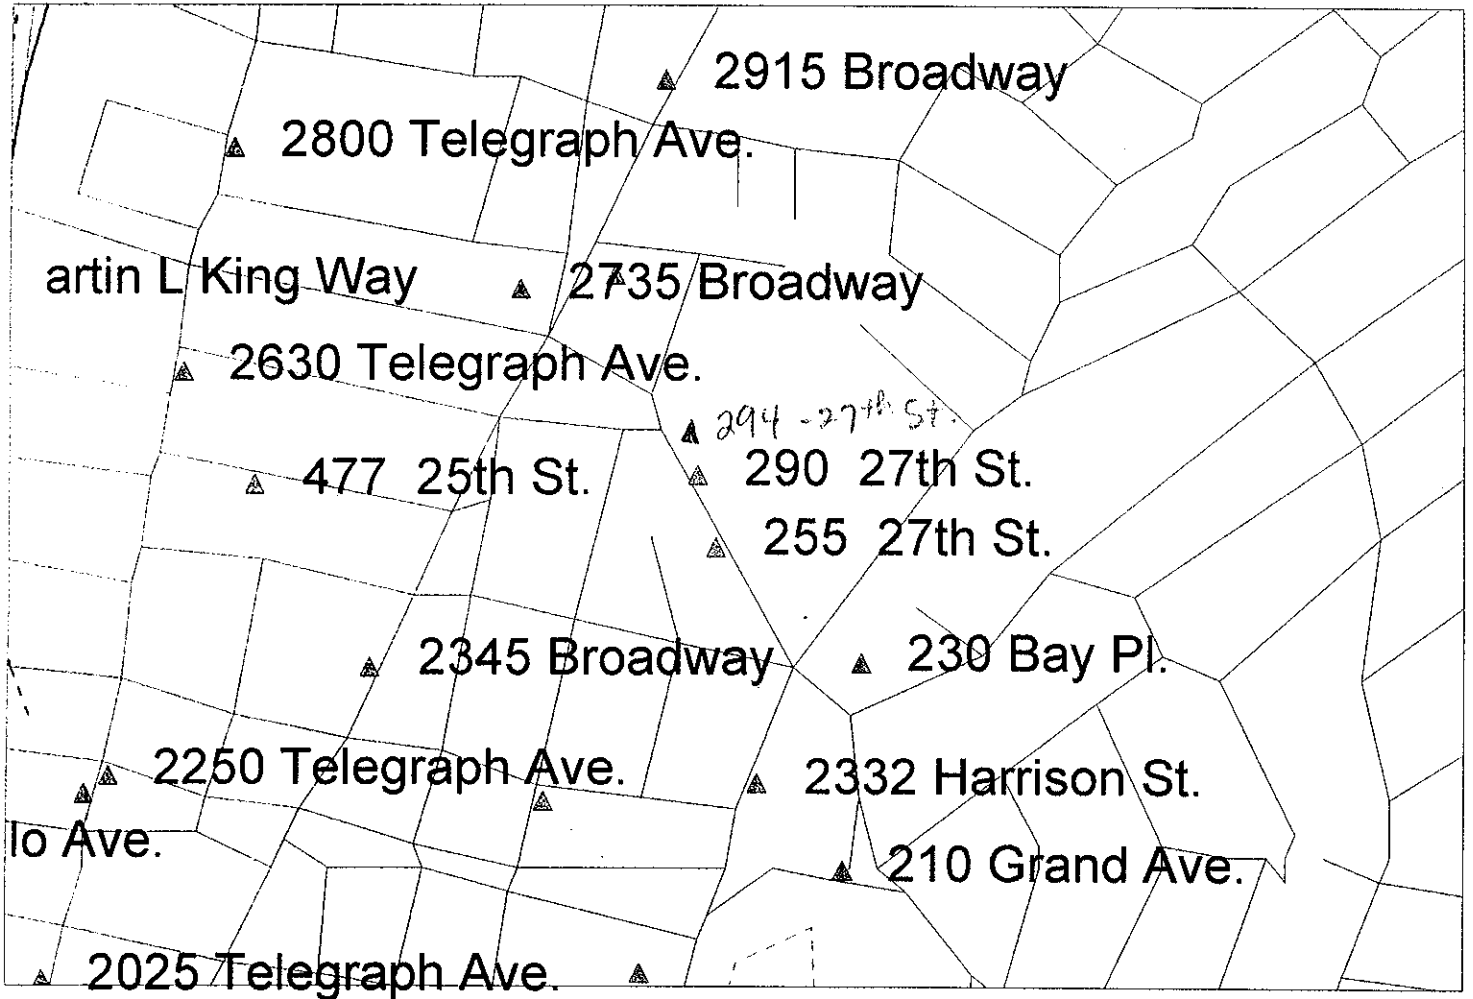 2915 Broadway
2800 Telegraph Ave.
artin L King Way
2735 Broadway
2630 Telegraph Ave.
294 - 27th St.
477 25th St.
290 27th St.
255 27th St.
2345 Broadway
230 Bay Pl.
2250 Telegraph Ave.
2332 Harrison St.
lo Ave.
210 Grand Ave.
2025 Telegraph Ave.